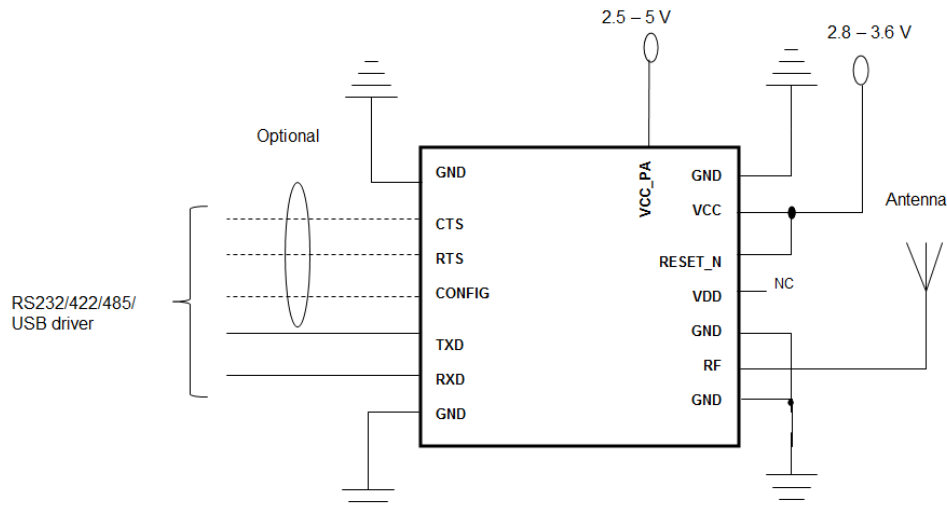 2.5 – 5 V
2.8 – 3.6 V
Optional
GND
CTS
RTS
CONFIG
TXD
RXD
GND
VCC_PA
GND
VCC
RESET_N
VDD
NC
GND
RF
GND
Antenna
RS232/422/485/
USB driver